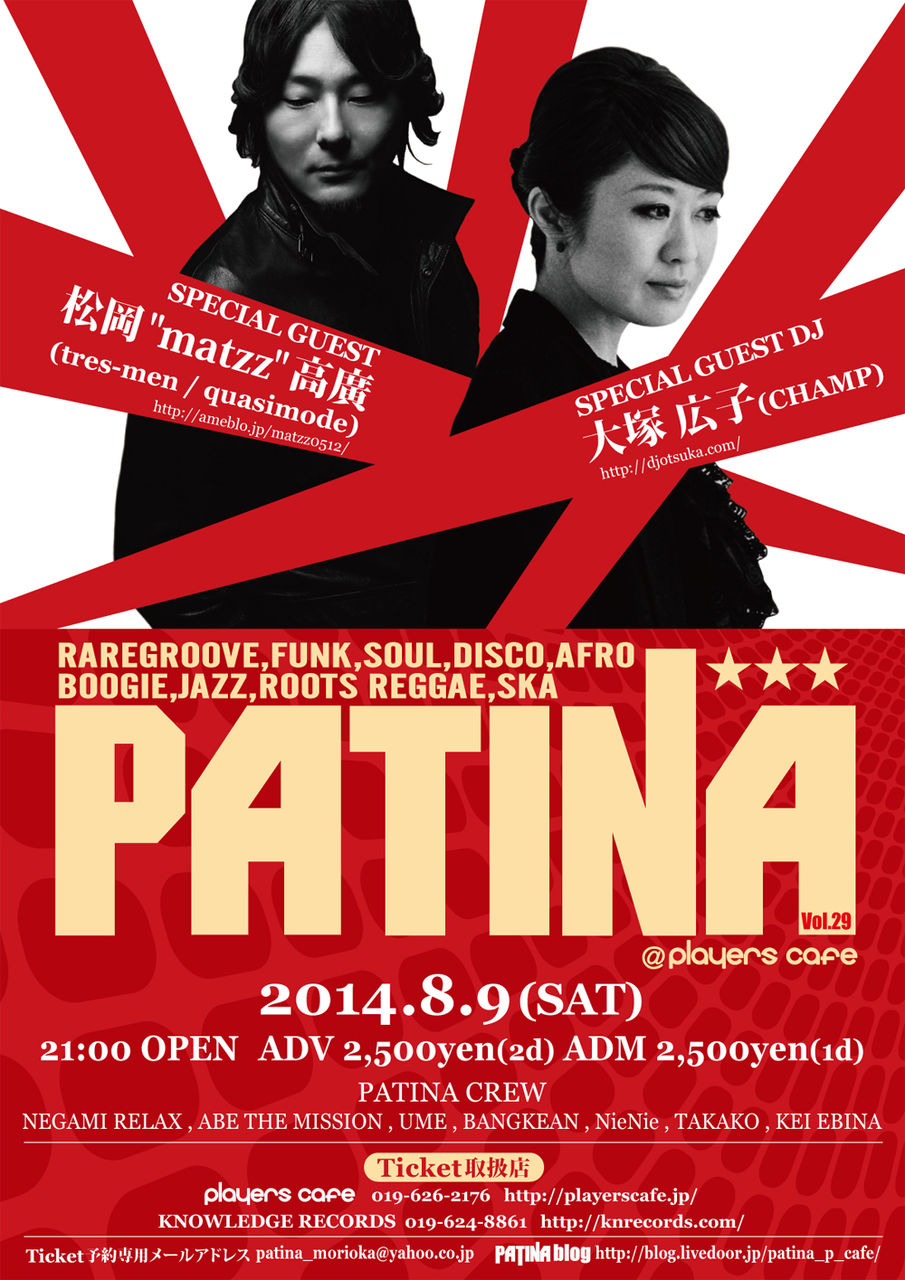 SPECIAL GUEST
松岡 "matzz" 高廣
(tres-men / quasimode)
http://ameblo.jp/matzz0512/
SPECIAL GUEST DJ
大塚 広子 (CHAMP)
http://djotsuka.com/
RAREGROOVE,FUNK,SOUL,DISCO,AFRO
BOOGIE,JAZZ,ROOTS REGGAE,SKA
PATINA
Vol.29
@players cafe
2014.8.9 (SAT)
21:00 OPEN ADV 2,500yen(2d) ADM 2,500yen(1d)
PATINA CREW
NEGAMI RELAX , ABE THE MISSION , UME , BANGKEAN , NieNie , TAKAKO , KEI EBINA
Ticket取扱店
players cafe 019-626-2176 http://playerscafe.jp/
KNOWLEDGE RECORDS 019-624-8861 http://knrecords.com/
Ticket予約専用メールアドレス patina_morioka@yahoo.co.jp PATINA blog http://blog.livedoor.jp/patina_p_cafe/